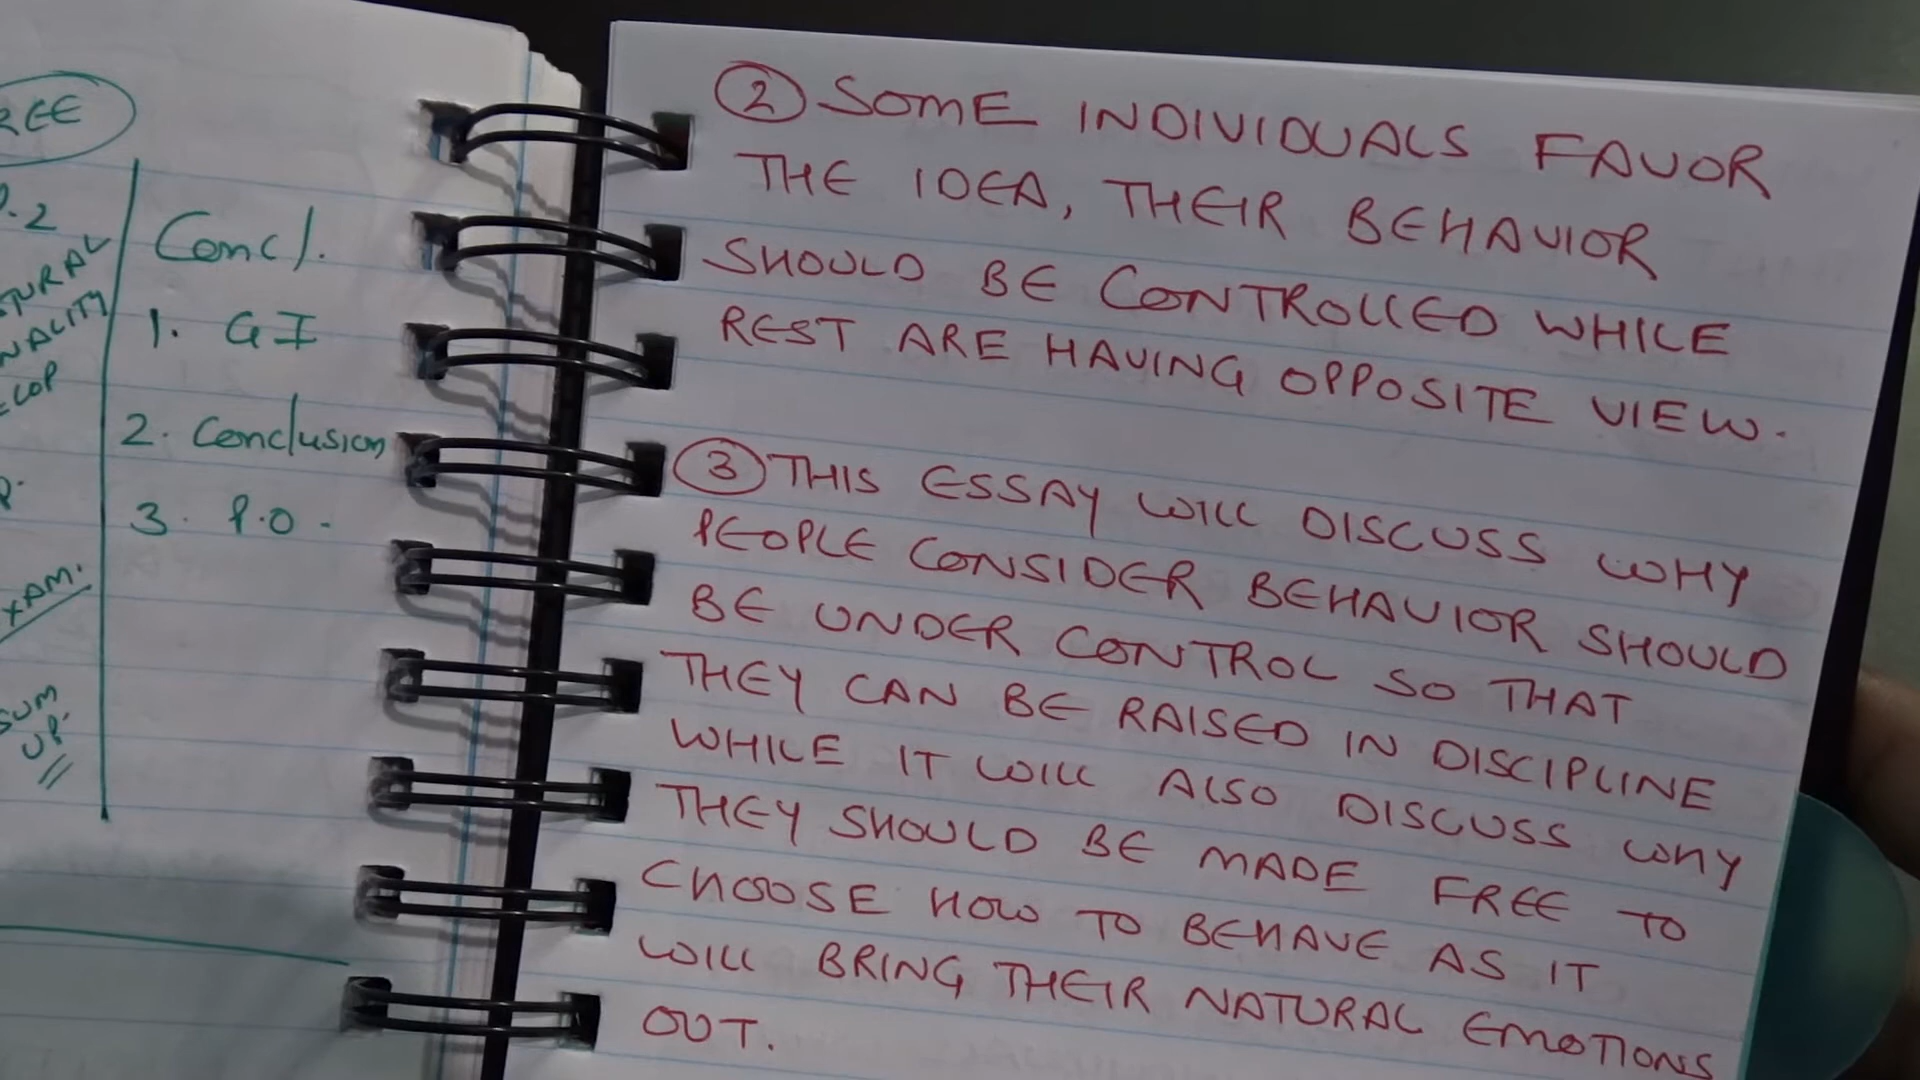 P.2
XAM.
SUM
UP.
Concl.
1. GI
2. Conclusion
3. P.O.
② SOME INDIVIDUALS FAVOR
THE IDEA, THEIR BEHAVIOR
SHOULD BE CONTROLLED WHILE
REST ARE HAVING OPPOSITE VIEW.
③ THIS ESSAY WILL DISCUSS WHY
PEOPLE CONSIDER BEHAVIOR SHOULD
BE UNDER CONTROL SO THAT
THEY CAN BE RAISED IN DISCIPLINE
WHILE IT WILL ALSO DISCUSS WHY
THEY SHOULD BE MADE FREE TO
CHOOSE HOW TO BEHAVE AS IT
WILL BRING THEIR NATURAL EMOTIONS
OUT.